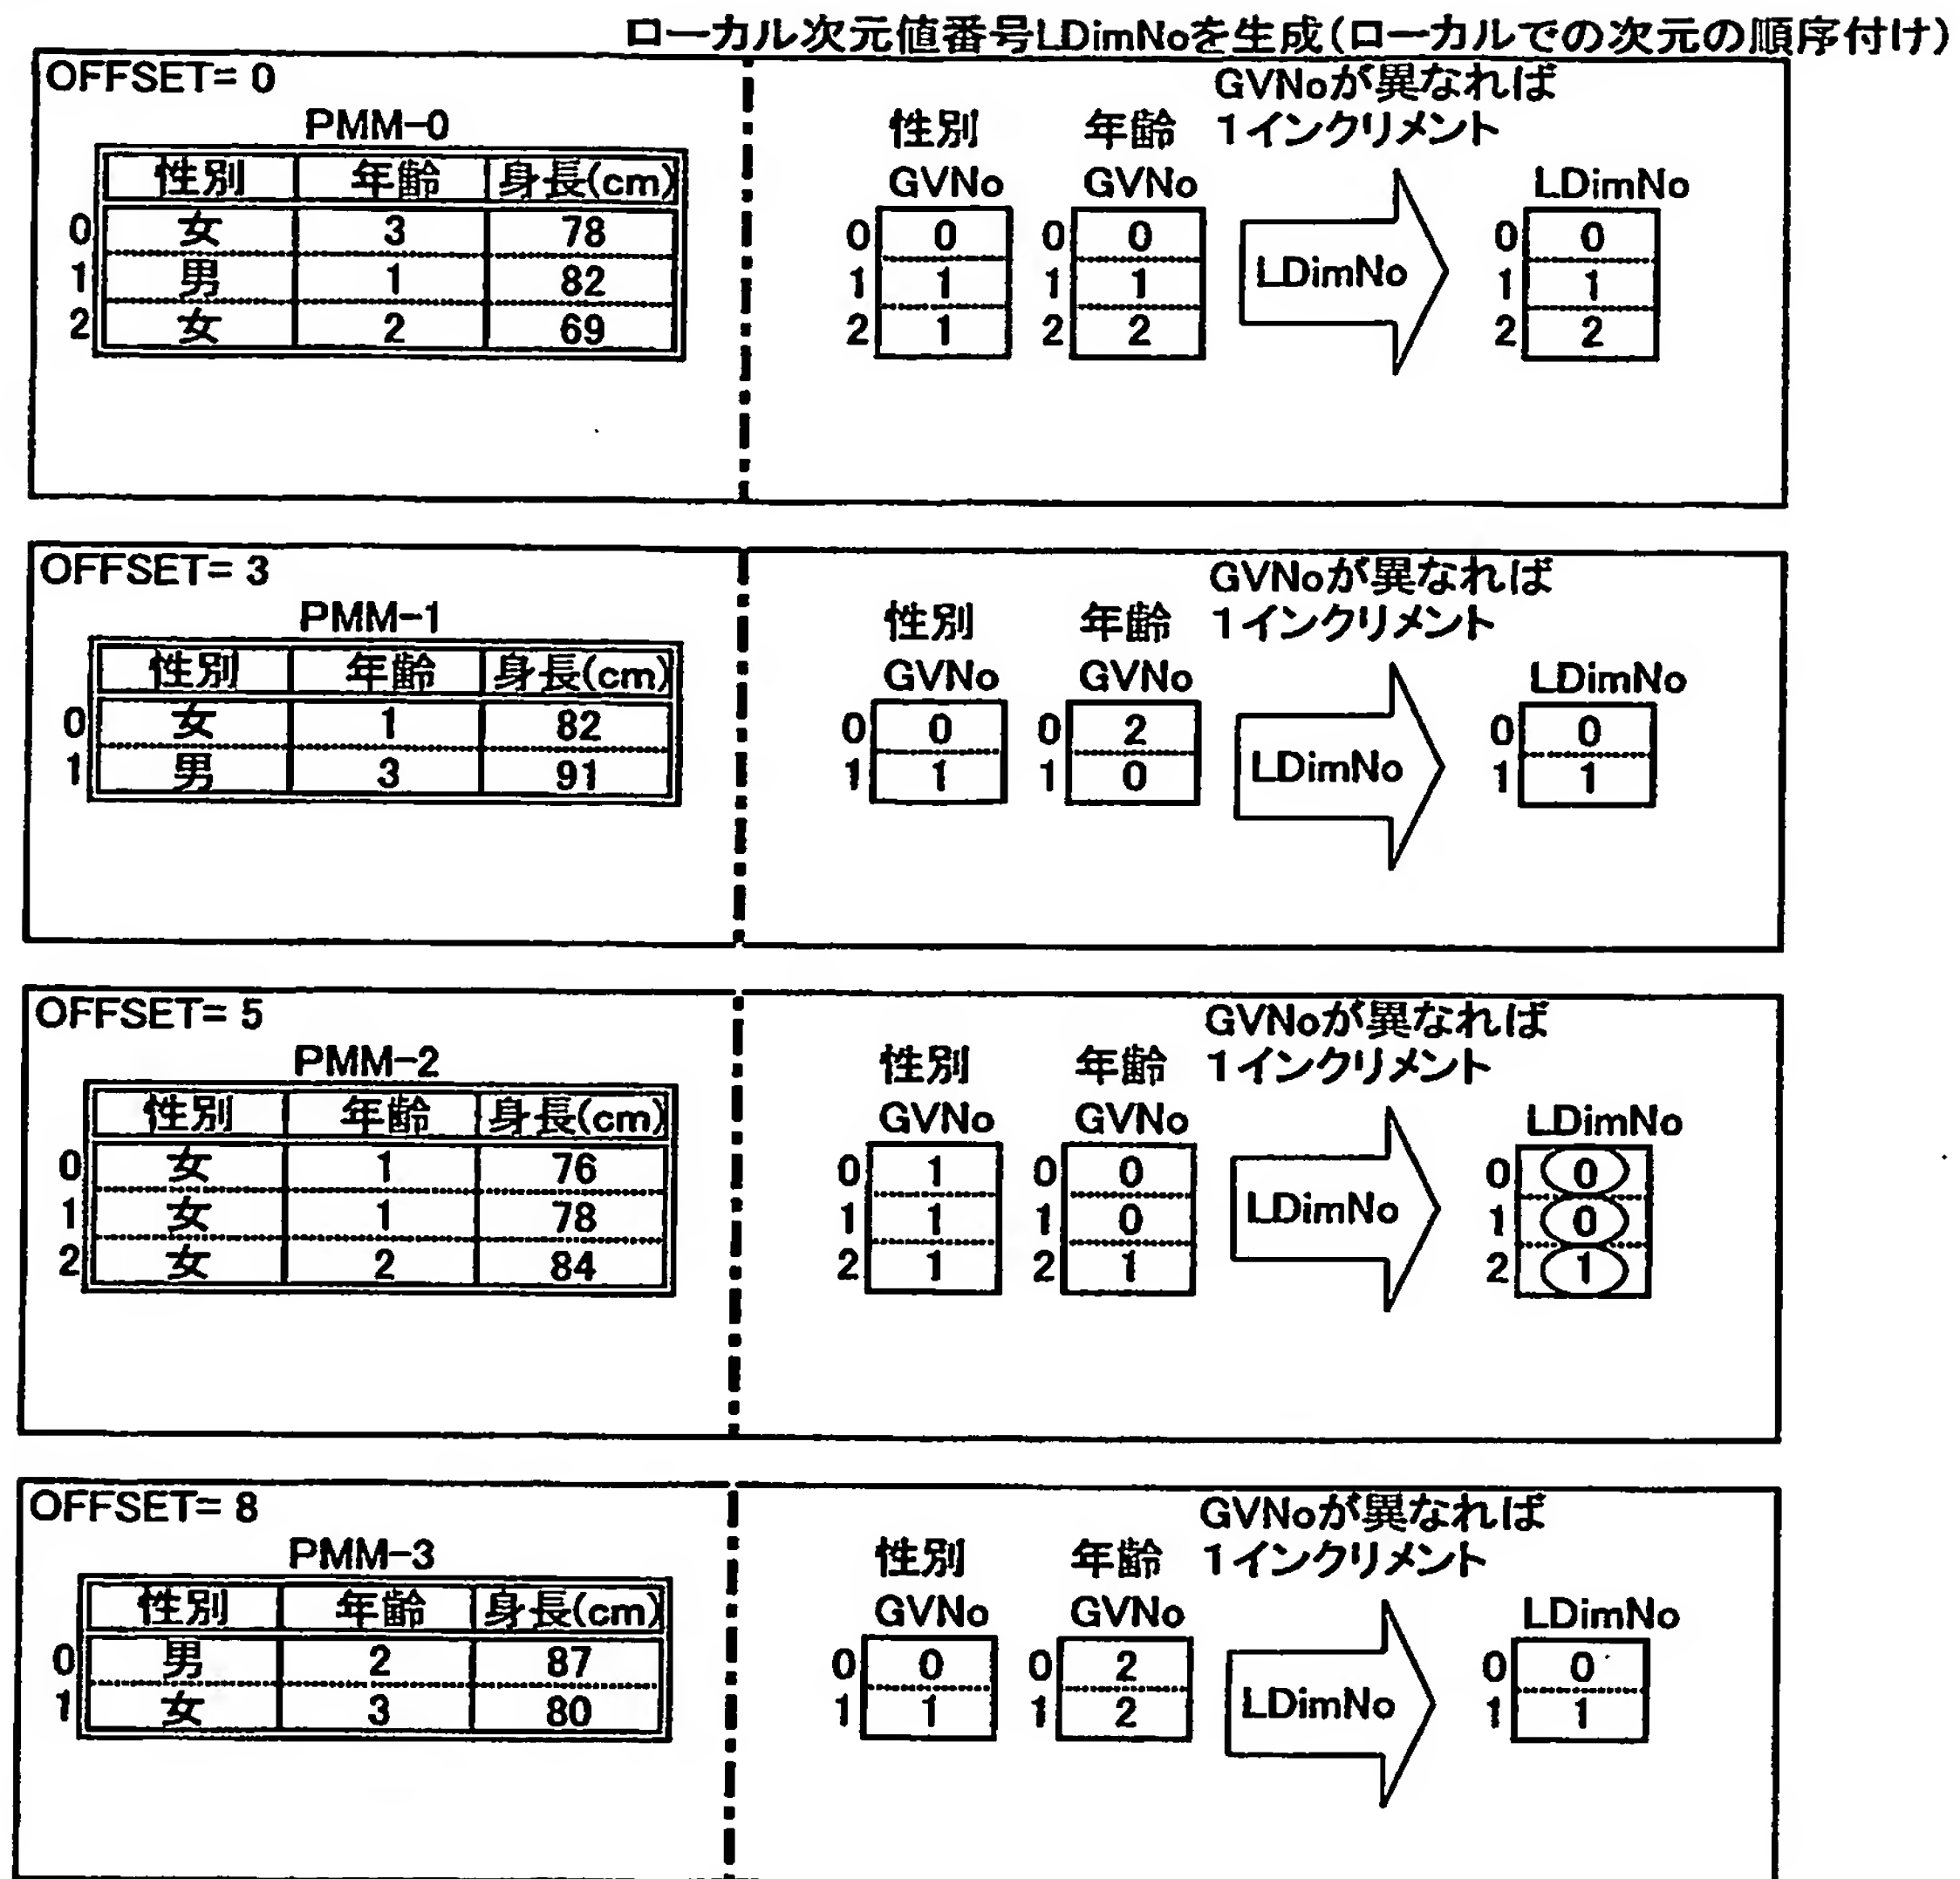 ローカル次元値番号LDimNoを生成(ローカルでの次元の順序付け)
OFFSET= 0
PMM-0
性別 年齢 身長(cm)
0 女 3 78
1 男 1 82
2 女 2 69
GVNoが異なれば
性別 年齢 1インクリメント
GVNo GVNo LDimNo
0 0 0 0 LDimNo 0 0
1 1 1 1 1 1
2 1 2 2 2 2
OFFSET= 3
PMM-1
性別 年齢 身長(cm)
0 女 1 82
1 男 3 91
GVNoが異なれば
性別 年齢 1インクリメント
GVNo GVNo LDimNo
0 0 0 2 LDimNo 0 0
1 1 1 0 1 1
OFFSET= 5
PMM-2
性別 年齢 身長(cm)
0 女 1 76
1 女 1 78
2 女 2 84
GVNoが異なれば
性別 年齢 1インクリメント
GVNo GVNo LDimNo
0 1 0 0 LDimNo 0 0
1 1 1 0 1 0
2 1 2 1 2 1
OFFSET= 8
PMM-3
性別 年齢 身長(cm)
0 男 2 87
1 女 3 80
GVNoが異なれば
性別 年齢 1インクリメント
GVNo GVNo LDimNo
0 0 0 2 LDimNo 0 0
1 1 1 2 1 1